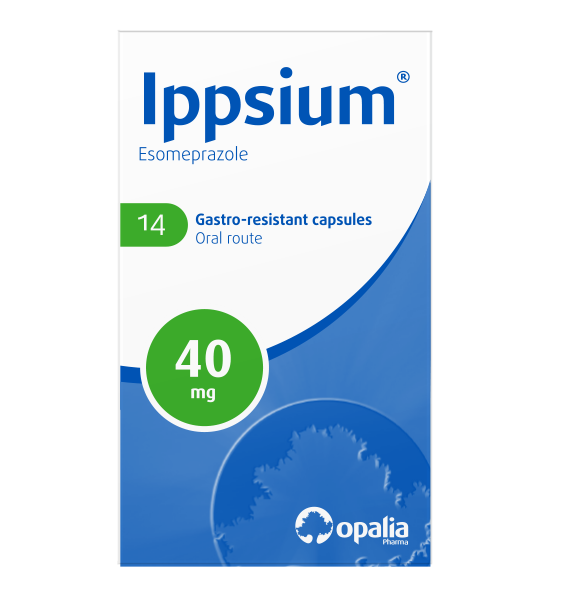 Ippsium®
Esomeprazole
14
Gastro-resistant capsules
Oral route
40
mg
opalia
Pharma